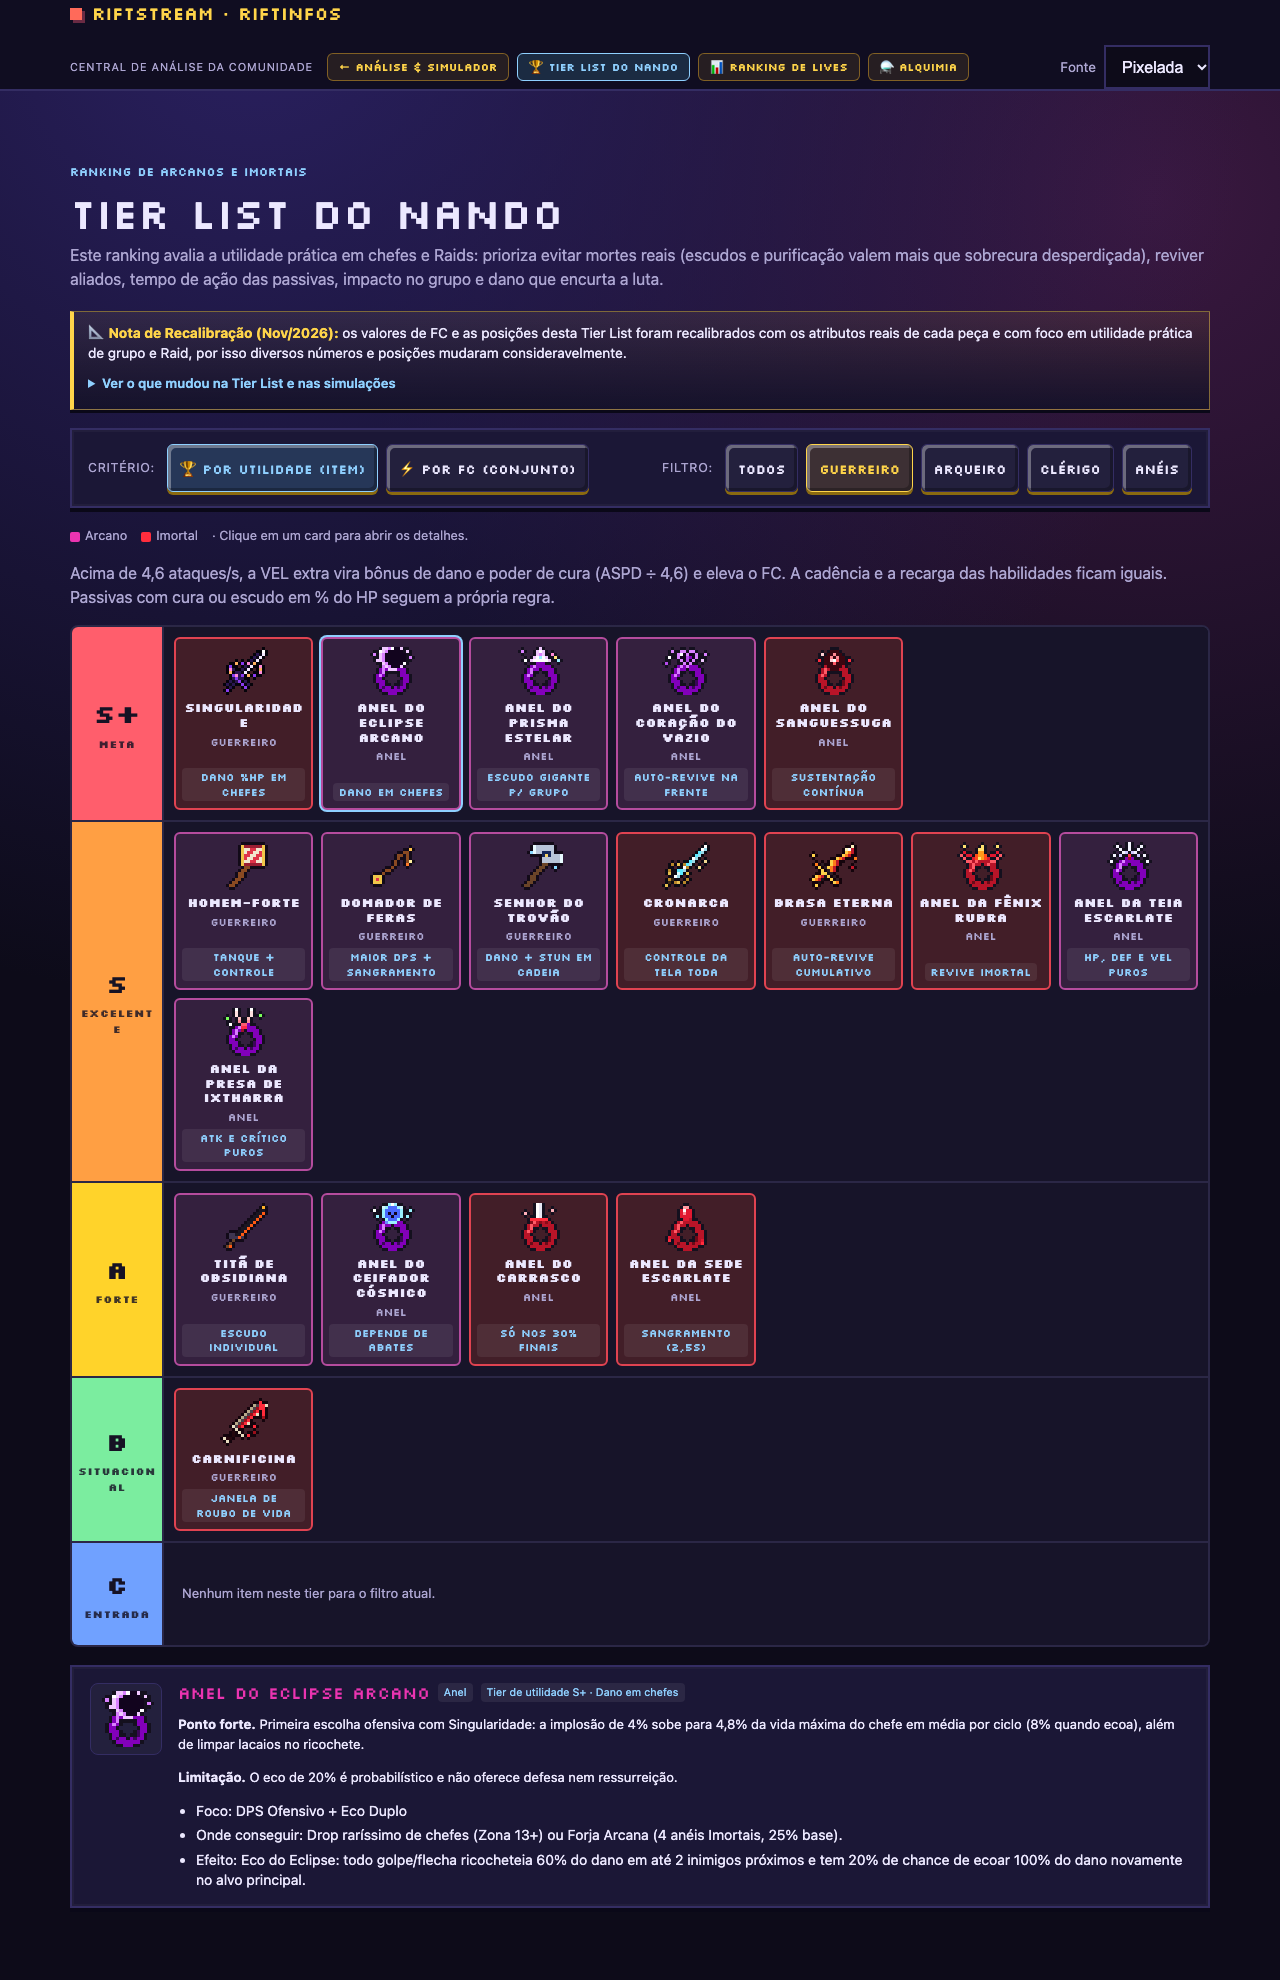 RIFTSTREAM · RIFTINFOS
CENTRAL DE ANÁLISE DA COMUNIDADE
← ANÁLISE & SIMULADOR
🏆 TIER LIST DO NANDO
📊 RANKING DE LIVES
ALQUIMIA
Fonte
Pixelada
RANKING DE ARCANOS E IMORTAIS
TIER LIST DO NANDO
Este ranking avalia a utilidade prática em chefes e Raids: prioriza evitar mortes reais (escudos e purificação valem mais que sobrecura desperdiçada), reviver
aliados, tempo de ação das passivas, impacto no grupo e dano que encurta a luta.
📐 Nota de Recalibração (Nov/2026): os valores de FC e as posições desta Tier List foram recalibrados com os atributos reais de cada peça e com foco em utilidade prática
de grupo e Raid, por isso diversos números e posições mudaram consideravelmente.
▶ Ver o que mudou na Tier List e nas simulações
CRITÉRIO:
🏆 POR UTILIDADE (ITEM)
⚡ POR FC (CONJUNTO)
FILTRO:
TODOS
GUERREIRO
ARQUEIRO
CLÉRIGO
ANÉIS
Arcano
Imortal
· Clique em um card para abrir os detalhes.
Acima de 4,6 ataques/s, a VEL extra vira bônus de dano e poder de cura (ASPD ÷ 4,6) e eleva o FC. A cadência e a recarga das habilidades ficam iguais.
Passivas com cura ou escudo em % do HP seguem a própria regra.
S+
META
SINGULARIDAD
E
GUERREIRO
DANO %HP EM
CHEFES
ANEL DO
ECLIPSE
ARCANO
ANEL
DANO EM CHEFES
ANEL DO
PRISMA
ESTELAR
ANEL
ESCUDO GIGANTE
P/ GRUPO
ANEL DO
CORAÇÃO DO
VAZIO
ANEL
AUTO-REVIVE NA
FRENTE
ANEL DO
SANGUESSUGA
ANEL
SUSTENTAÇÃO
CONTÍNUA
S
EXCELENT
E
HOMEM-FORTE
GUERREIRO
TANQUE +
CONTROLE
DOMADOR DE
FERAS
GUERREIRO
MAIOR DPS +
SANGRAMENTO
SENHOR DO
TROVÃO
GUERREIRO
DANO + STUN EM
CADEIA
CRONARCA
GUERREIRO
CONTROLE DA
TELA TODA
BRASA ETERNA
GUERREIRO
AUTO-REVIVE
CUMULATIVO
ANEL DA FÊNIX
RUBRA
ANEL
REVIVE IMORTAL
ANEL DA TEIA
ESCARLATE
ANEL
HP, DEF E VEL
PUROS
ANEL DA
PRESA DE
IXTHARRA
ANEL
ATK E CRÍTICO
PUROS
A
FORTE
TITÃ DE
OBSIDIANA
GUERREIRO
ESCUDO
INDIVIDUAL
ANEL DO
CEIFADOR
CÓSMICO
ANEL
DEPENDE DE
ABATES
ANEL DO
CARRASCO
ANEL
SÓ NOS 30%
FINAIS
ANEL DA SEDE
ESCARLATE
ANEL
SANGRAMENTO
(2,5S)
B
SITUACION
AL
CARNIFICINA
GUERREIRO
JANELA DE
ROUBO DE VIDA
C
ENTRADA
Nenhum item neste tier para o filtro atual.
ANEL DO ECLIPSE ARCANO
Anel
Tier de utilidade S+ · Dano em chefes
Ponto forte. Primeira escolha ofensiva com Singularidade: a implosão de 4% sobe para 4,8% da vida máxima do chefe em média por ciclo (8% quando ecoa), além
de limpar lacaios no ricochete.
Limitação. O eco de 20% é probabilístico e não oferece defesa nem ressurreição.
• Foco: DPS Ofensivo + Eco Duplo
• Onde conseguir: Drop raríssimo de chefes (Zona 13+) ou Forja Arcana (4 anéis Imortais, 25% base).
• Efeito: Eco do Eclipse: todo golpe/flecha ricocheteia 60% do dano em até 2 inimigos próximos e tem 20% de chance de ecoar 100% do dano novamente
no alvo principal.